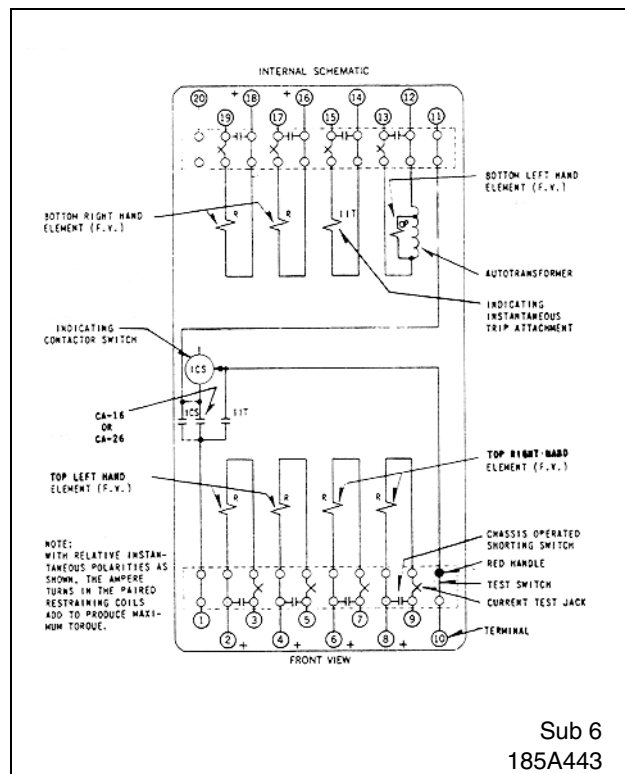 INTERNAL SCHEMATIC
+ +
20 18 16 14 12
19 17 15 13 11
BOTTOM LEFT HAND
ELEMENT (F.V.)
R R IIT OP
BOTTOM RIGHT HAND
ELEMENT (F.V.)
AUTOTRANSFORMER
INDICATING
INSTANTANEOUS
TRIP ATTACHMENT
INDICATING
CONTACTOR SWITCH
I
ICS
ICS IIT
CA-16
OR
CA-26
TOP LEFT HAND
ELEMENT (F.V.)
R R R R
TOP RIGHT HAND
ELEMENT (F.V.)
NOTE:
WITH RELATIVE INSTAN-
TANEOUS POLARITIES AS
SHOWN, THE AMPERE
TURNS IN THE PAIRED
RESTRAINING COILS
ADD TO PRODUCE MAXI-
MUM TORQUE.
CHASSIS OPERATED
SHORTING SWITCH
RED HANDLE
TEST SWITCH
CURRENT TEST JACK
TERMINAL
1 3 5 7 9
2 + 4 + 6 + 8 + 10
FRONT VIEW
Sub 6
185A443